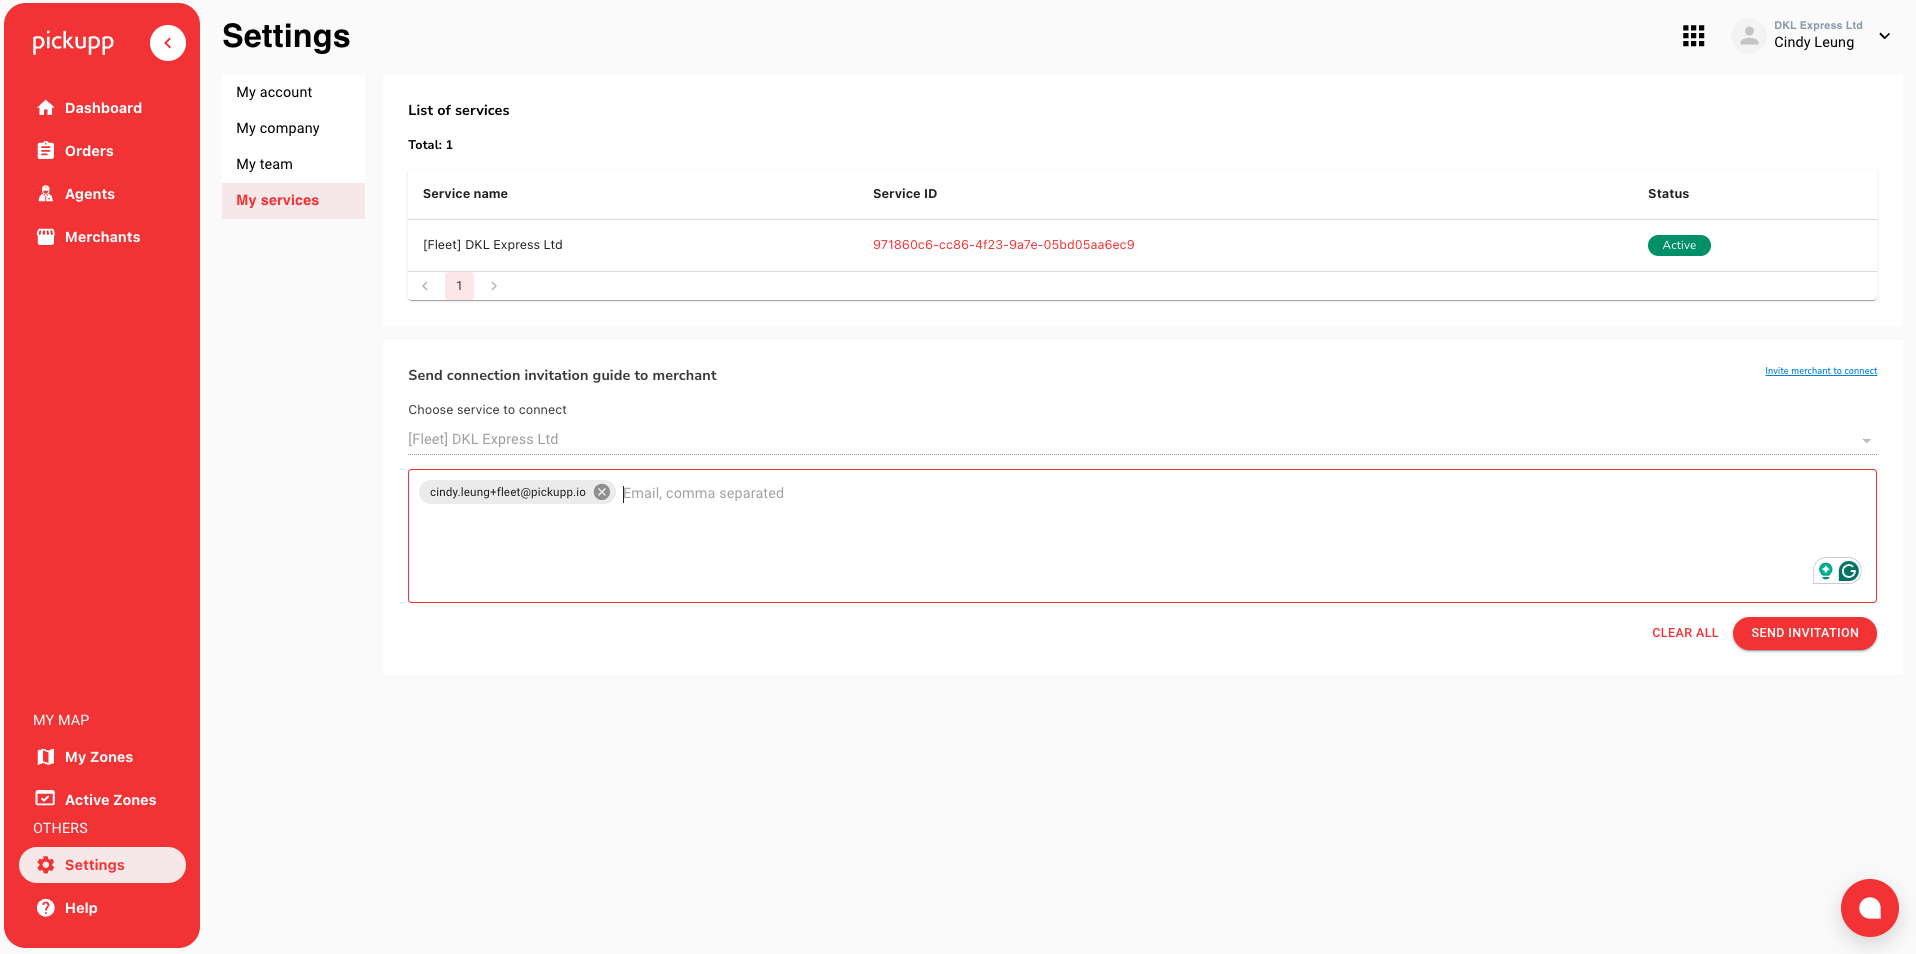 pickupp
Dashboard
Orders
Agents
Merchants
MY MAP
My Zones
Active Zones
OTHERS
Settings
Help
Settings
DKL Express Ltd
Cindy Leung
My account
My company
My team
My services
List of services
Total: 1
Service name Service ID Status
[Fleet] DKL Express Ltd 971860c6-cc86-4f23-9a7e-05bd05aa6ec9 Active
1
Send connection invitation guide to merchant
Invite merchant to connect
Choose service to connect
[Fleet] DKL Express Ltd
cindy.leung+fleet@pickupp.io Email, comma separated
CLEAR ALL SEND INVITATION